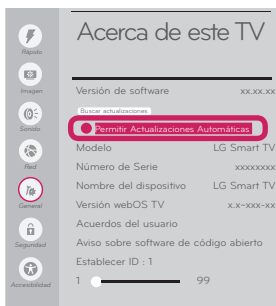 Acerca de
este TV
Rápido
Imagen
Sonido
Red
General
Seguridad
Accesibilidad
Versión de software xx.xx.xx
Buscar actualizaciones
Permitir Actualizaciones Automáticas
Modelo LG Smart TV
Número de Serie xxxxxxxx
Nombre del dispositivo LG Smart TV
Versión webOS TV x.x-xxx-xx
Acuerdos del usuario
Aviso sobre software de código abierto
Establecer ID : 1
1 99